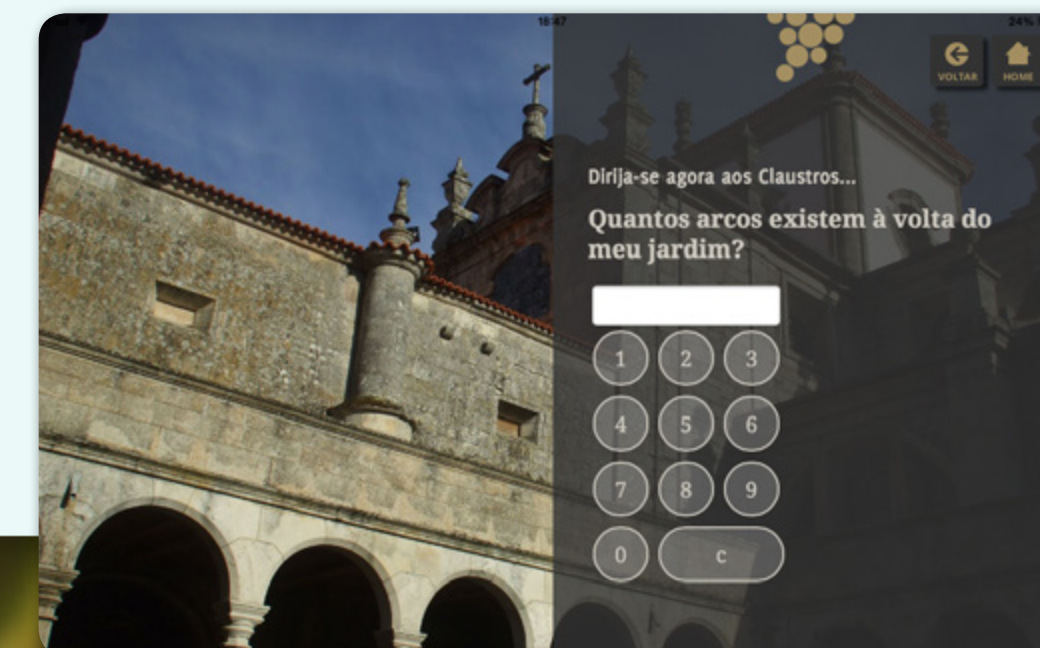 18:47
24%
VOLTAR
HOME
Dirija-se agora aos Claustros...
Quantos arcos existem à volta do
meu jardim?
1 2 3
4 5 6
7 8 9
0 c